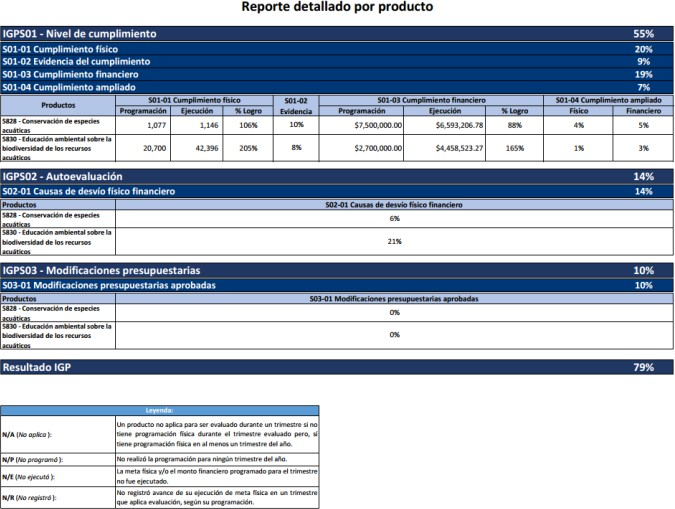 Reporte detallado por producto
IGPS01 - Nivel de cumplimiento 55%
S01-01 Cumplimiento físico 20%
S01-02 Evidencia del cumplimiento 9%
S01-03 Cumplimiento financiero 19%
S01-04 Cumplimiento ampliado 7%
Productos S01-01 Cumplimiento físico S01-02 Evidencia S01-03 Cumplimiento financiero S01-04 Cumplimiento ampliado
Programación Ejecución % Logro Programación Ejecución % Logro Físico Financiero
5828 - Conservación de especies acuáticas 1,077 1,146 106% 10% $7,500,000.00 $6,593,206.78 88% 4% 5%
5830 - Educación ambiental sobre la biodiversidad de los recursos acuáticos 20,700 42,396 205% 8% $2,700,000.00 $4,458,523.27 165% 1% 3%
IGPS02 - Autoevaluación 14%
S02-01 Causas de desvío físico financiero 14%
Productos S02-01 Causas de desvío físico financiero
5828 - Conservación de especies acuáticas 6%
5830 - Educación ambiental sobre la biodiversidad de los recursos acuáticos 21%
IGPS03 - Modificaciones presupuestarias 10%
S03-01 Modificaciones presupuestarias aprobadas 10%
Productos S03-01 Modificaciones presupuestarias aprobadas
5828 - Conservación de especies acuáticas 0%
5830 - Educación ambiental sobre la biodiversidad de los recursos acuáticos 0%
Resultado IGP 79%
Leyenda:
N/A (No aplica ): Un producto no aplica para ser evaluado durante un trimestre si no
tiene programación física durante el trimestre evaluado pero, si
tiene programación física en al menos un trimestre del año.
N/P (No programó ): No realizó la programación para ningún trimestre del año.
N/E (No ejecutó ): La meta física y/o el monto financiero programado para el trimestre
no fue ejecutado.
N/R (No registró ): No registró avance de su ejecución de meta física en un trimestre
que aplica evaluación, según su programación.